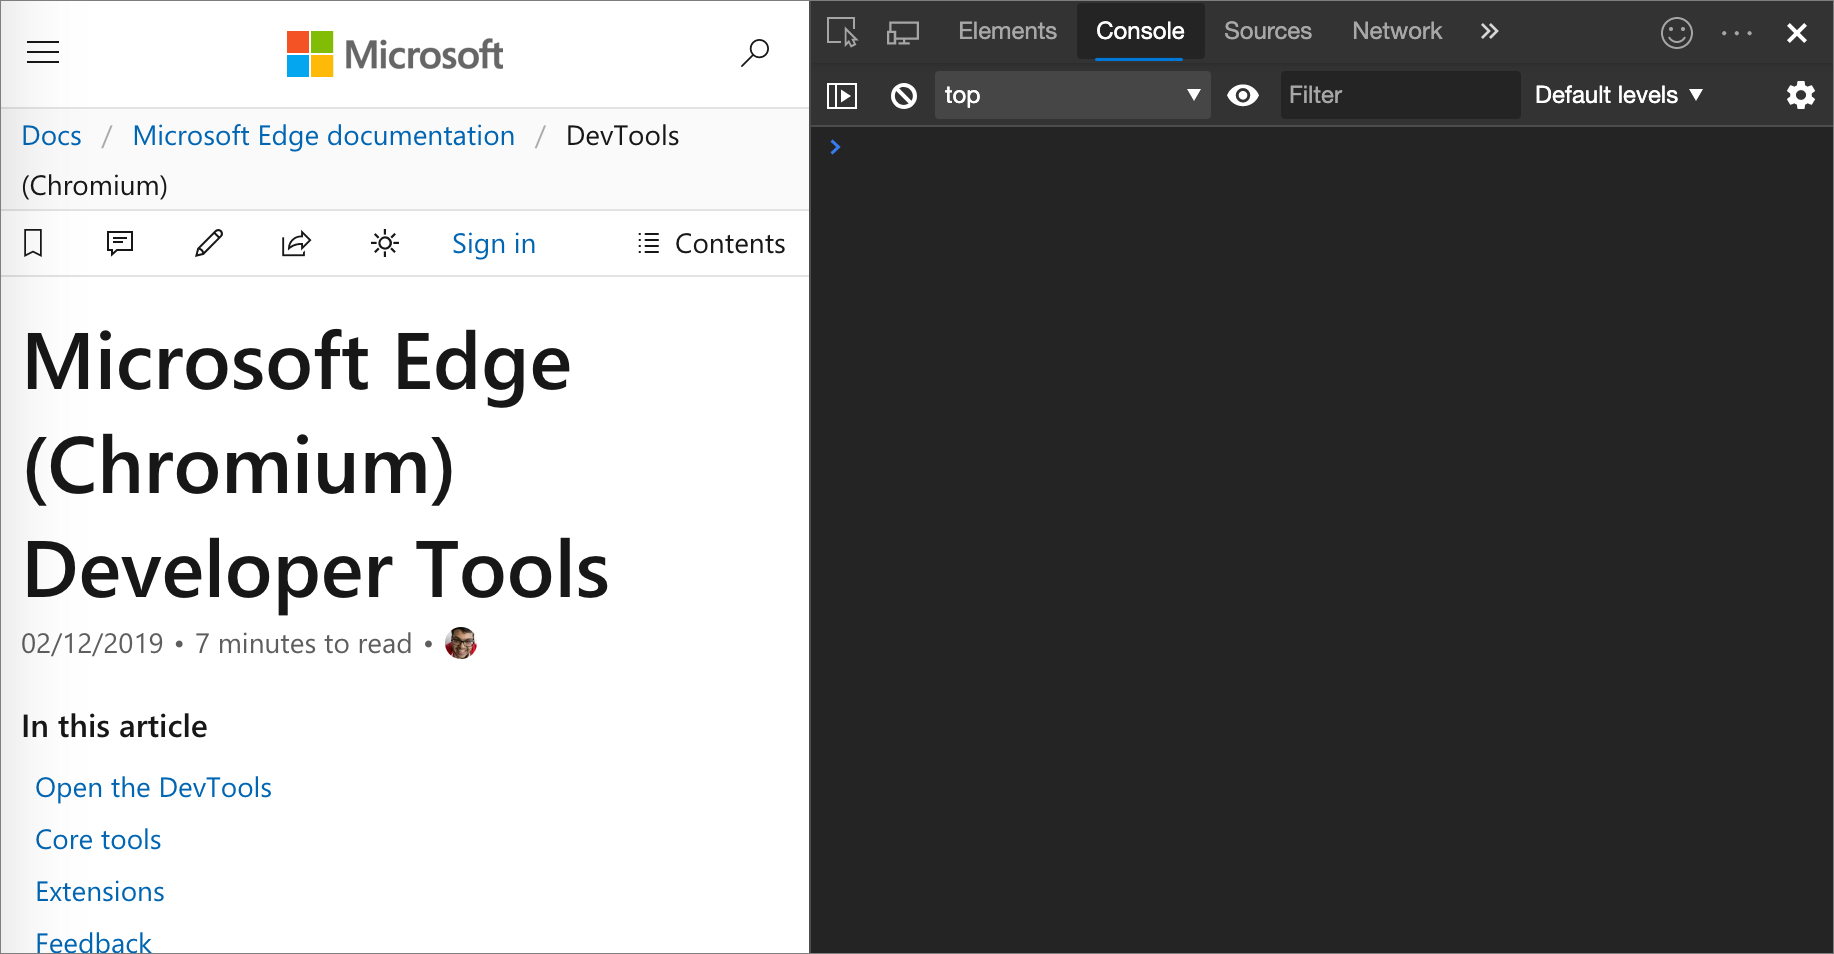 Microsoft
Docs / Microsoft Edge documentation / DevTools
(Chromium)
Sign in
Contents
Microsoft Edge
(Chromium)
Developer Tools
02/12/2019 • 7 minutes to read •
In this article
Open the DevTools
Core tools
Extensions
Feedback
Elements Console Sources Network
top Filter Default levels